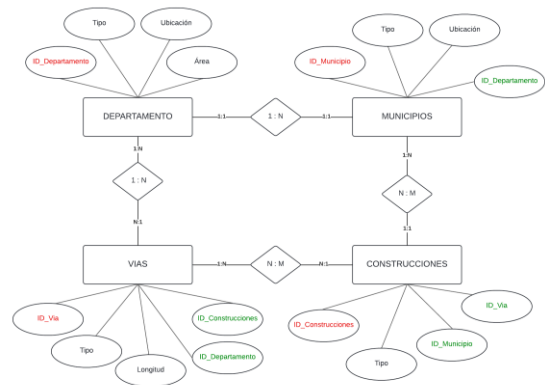 Tipo
Ubicación
ID_Departamento
Área
DEPARTAMENTO
1:1
1 : N
1:1
Tipo
Ubicación
ID_Municipio
ID_Departamento
MUNICIPIOS
1:N
1 : N
N:1
1:N
N : M
1:1
VIAS
1:N
N : M
N:1
CONSTRUCCIONES
ID_Via
Tipo
Longitud
ID_Construcciones
ID_Departamento
ID_Construcciones
Tipo
ID_Municipio
ID_Via